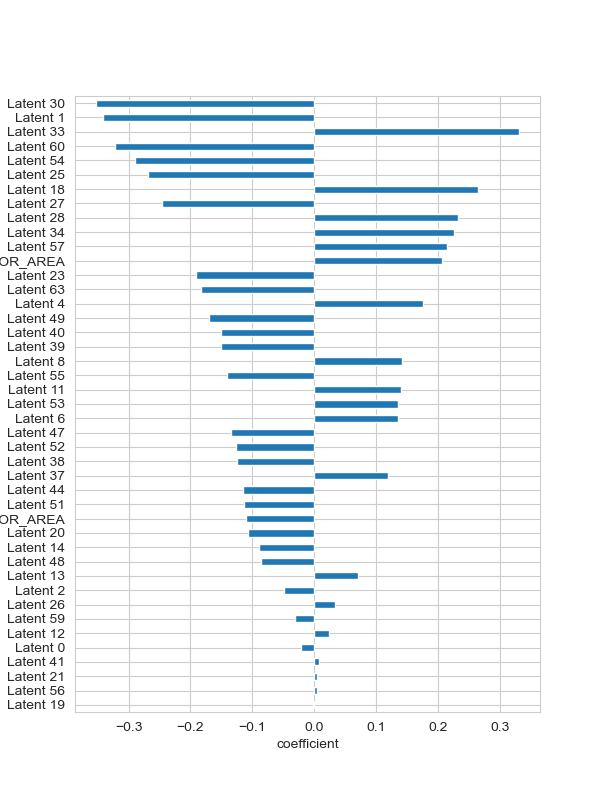 Latent 30
Latent 1
Latent 33
Latent 60
Latent 54
Latent 25
Latent 18
Latent 27
Latent 28
Latent 34
Latent 57
OR_AREA
Latent 23
Latent 63
Latent 4
Latent 49
Latent 40
Latent 39
Latent 8
Latent 55
Latent 11
Latent 53
Latent 6
Latent 47
Latent 52
Latent 38
Latent 37
Latent 44
Latent 51
OR_AREA
Latent 20
Latent 14
Latent 48
Latent 13
Latent 2
Latent 26
Latent 59
Latent 12
Latent 0
Latent 41
Latent 21
Latent 56
Latent 19
−0.3 −0.2 −0.1 0.0 0.1 0.2 0.3
coefficient